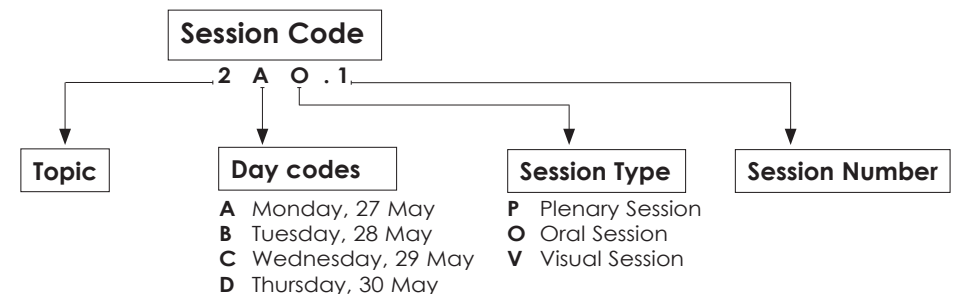 Session Code
2 A O . 1
Topic
Day codes
A Monday, 27 May
B Tuesday, 28 May
C Wednesday, 29 May
D Thursday, 30 May
Session Type
P Plenary Session
O Oral Session
V Visual Session
Session Number